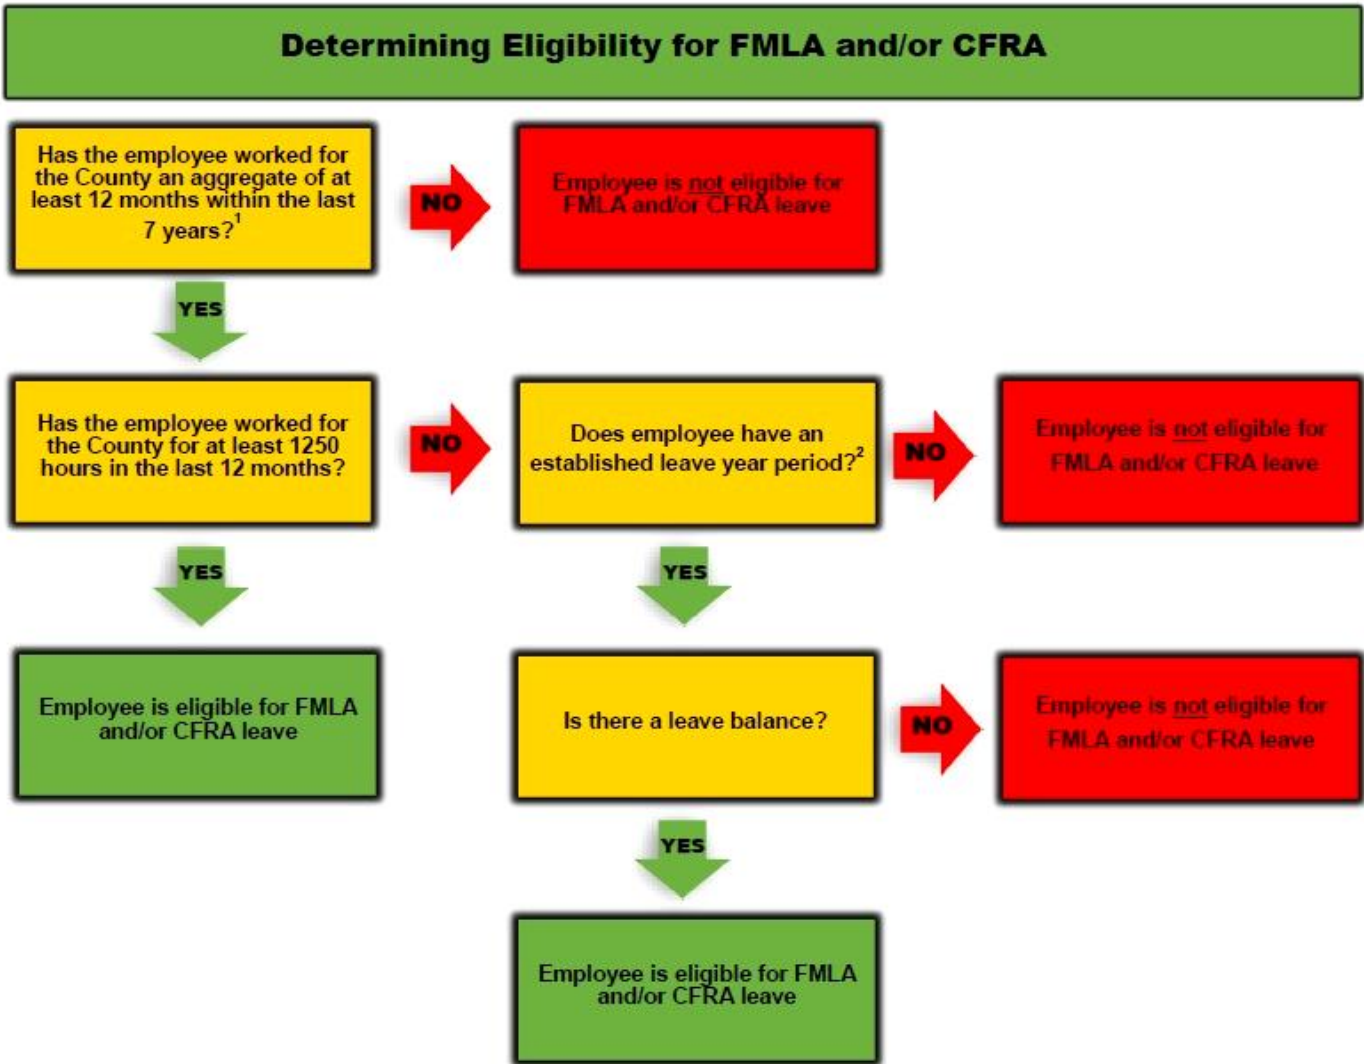 Determining Eligibility for FMLA and/or CFRA
Has the employee worked for
the County an aggregate of at
least 12 months within the last
7 years?1
NO
Employee is not eligible for
FMLA and/or CFRA leave
YES
Has the employee worked for
the County for at least 1250
hours in the last 12 months?
NO
Does employee have an
established leave year period?2
NO
Employee is not eligible for
FMLA and/or CFRA leave
YES
YES
Employee is eligible for FMLA
and/or CFRA leave
Is there a leave balance?
NO
Employee is not eligible for
FMLA and/or CFRA leave
YES
Employee is eligible for FMLA
and/or CFRA leave